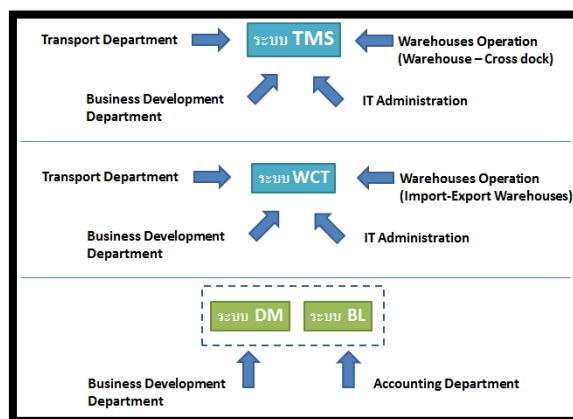 Transport Department
ระบบ TMS
Warehouses Operation
(Warehouse – Cross dock)
Business Development
Department
IT Administration
Transport Department
ระบบ WCT
Warehouses Operation
(Import-Export Warehouses)
Business Development
Department
IT Administration
ระบบ DM
ระบบ BL
Business Development
Department
Accounting Department